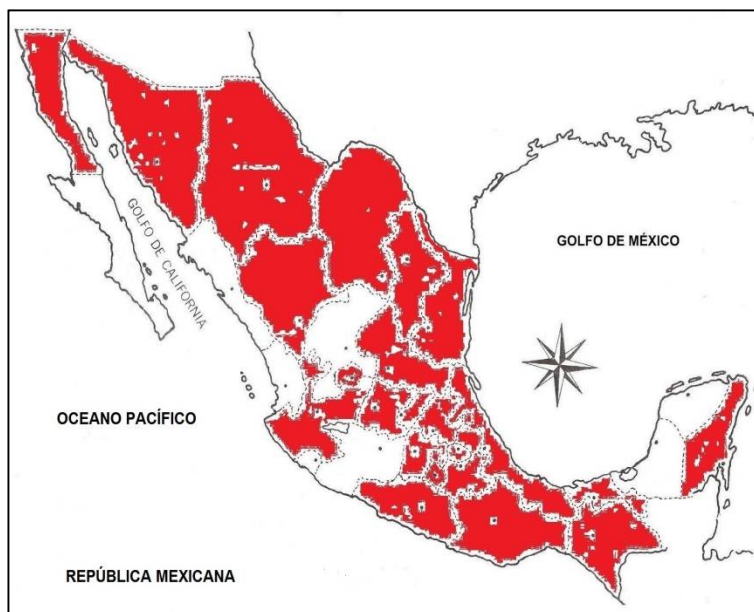 GOLFO DE CALIFORNIA
GOLFO DE MÉXICO
OCEANO PACÍFICO
REPÚBLICA MEXICANA